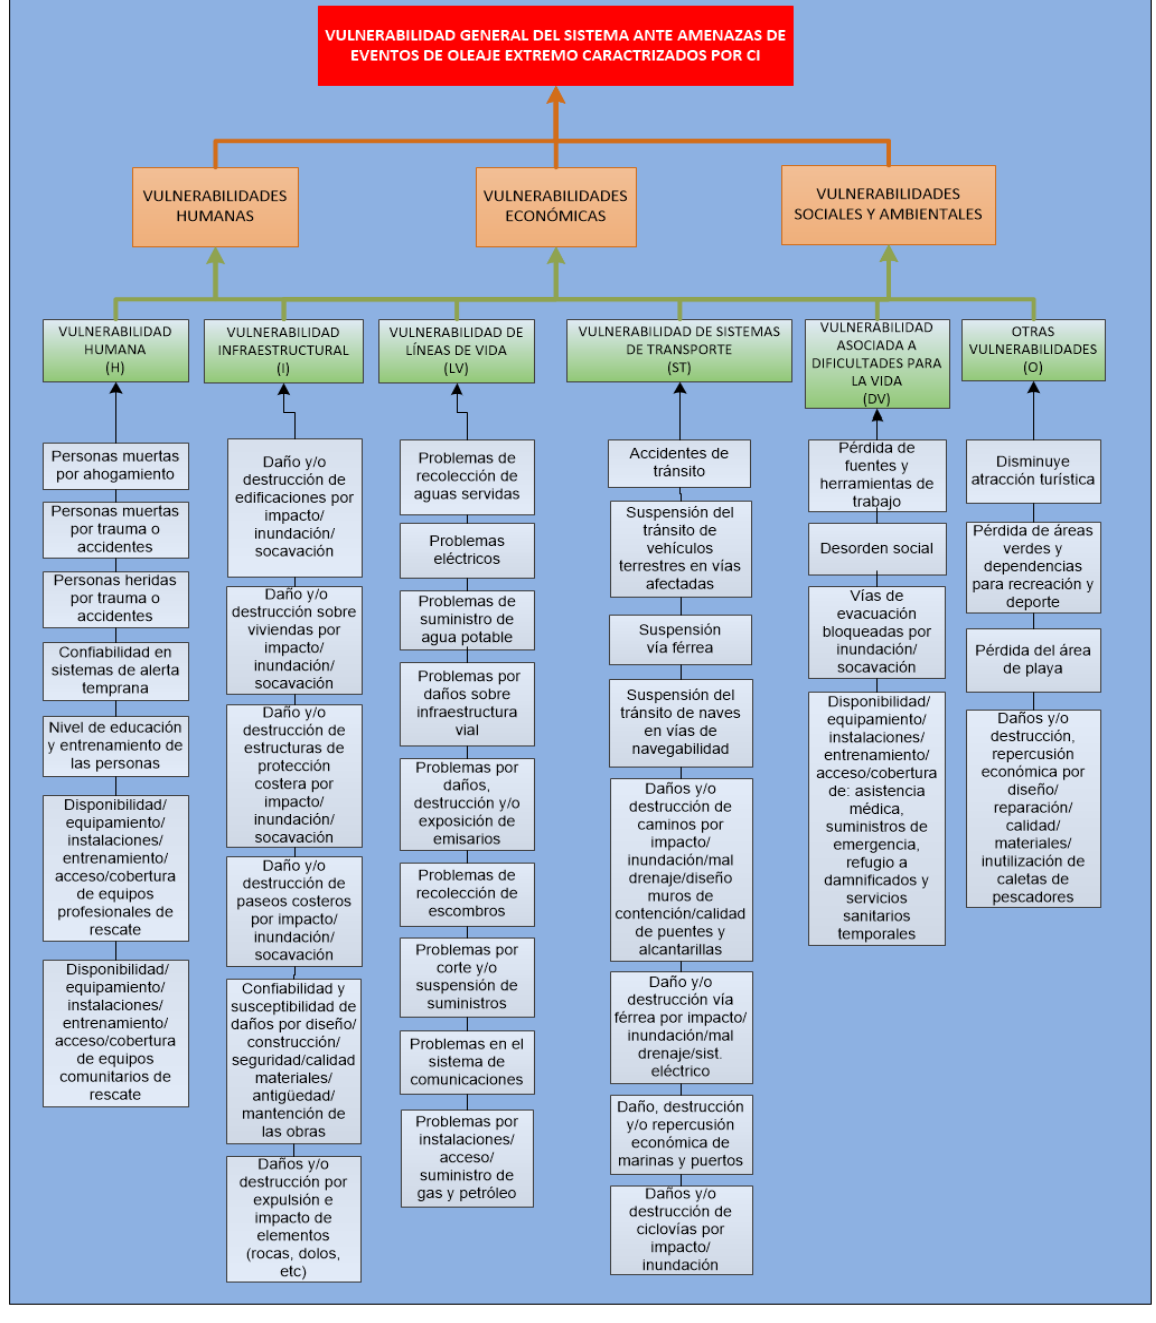 VULNERABILIDAD GENERAL DEL SISTEMA ANTE AMENAZAS DE
EVENTOS DE OLEAJE EXTREMO CARACTRIZADOS POR CI
VULNERABILIDADES
HUMANAS
VULNERABILIDADES
ECONÓMICAS
VULNERABILIDADES
SOCIALES Y AMBIENTALES
VULNERABILIDAD
HUMANA
(H)
Personas muertas
por ahogamiento
Personas muertas
por trauma o
accidentes
Personas heridas
por trauma o
accidentes
Confiabilidad en
sistemas de alerta
temprana
Nivel de educación
y entrenamiento de
las personas
Disponibilidad/
equipamiento/
instalaciones/
entrenamiento/
acceso/cobertura
de equipos
profesionales de
rescate
Disponibilidad/
equipamiento/
instalaciones/
entrenamiento/
acceso/cobertura
de equipos
comunitarios de
rescate
VULNERABILIDAD
INFRAESTRUCTURAL
(I)
Daño y/o
destrucción de
edificaciones por
impacto/
inundación/
socavación
Daño y/o
destrucción sobre
viviendas por
impacto/
inundación/
socavación
Daño y/o
destrucción de
estructuras de
protección
costera por
impacto/
inundación/
socavación
Daño y/o
destrucción de
paseos costeros
por impacto/
inundación/
socavación
Confiabilidad y
susceptibilidad de
daños por diseño/
construcción/
seguridad/calidad
materiales/
antigüedad/
mantención de
las obras
Daños y/o
destrucción por
expulsión e
impacto de
elementos
(rocas, dolos,
etc)
VULNERABILIDAD DE
LÍNEAS DE VIDA
(LV)
Problemas de
recolección de
aguas servidas
Problemas
eléctricos
Problemas de
suministro de
agua potable
Problemas por
daños sobre
infraestructura
vial
Problemas por
daños,
destrucción y/o
exposición de
emisarios
Problemas de
recolección de
escombros
Problemas por
corte y/o
suspensión de
suministros
Problemas en el
sistema de
comunicaciones
Problemas por
instalaciones/
acceso/
suministro de
gas y petróleo
VULNERABILIDAD DE SISTEMAS
DE TRANSPORTE
(ST)
Accidentes de
tránsito
Suspensión del
tránsito de
vehículos
terrestres en vías
afectadas
Suspensión
vía férrea
Suspensión del
tránsito de naves
en vías de
navegabilidad
Daños y/o
destrucción de
caminos por
impacto/
inundación/mal
drenaje/diseño
muros de
contención/calidad
de puentes y
alcantarillas
Daño y/o
destrucción vía
férrea por impacto/
inundación/mal
drenaje/sist.
eléctrico
Daño, destrucción
y/o repercusión
económica de
marinas y puertos
Daños y/o
destrucción de
ciclovías por
impacto/
inundación
VULNERABILIDAD
ASOCIADA A
DIFICULTADES PARA
LA VIDA
(DV)
Pérdida de
fuentes y
herramientas de
trabajo
Desorden social
Vías de
evacuación
bloqueadas por
inundación/
socavación
Disponibilidad/
equipamiento/
instalaciones/
entrenamiento/
acceso/cobertura
de: asistencia
médica,
suministros de
emergencia,
refugio a
damnificados y
servicios
sanitarios
temporales
OTRAS
VULNERABILIDADES
(O)
Disminuye
atracción turística
Pérdida de áreas
verdes y
dependencias
para recreación y
deporte
Pérdida del área
de playa
Daños y/o
destrucción,
repercusión
económica por
diseño/
reparación/
calidad/
materiales/
inutilización de
caletas de
pescadores